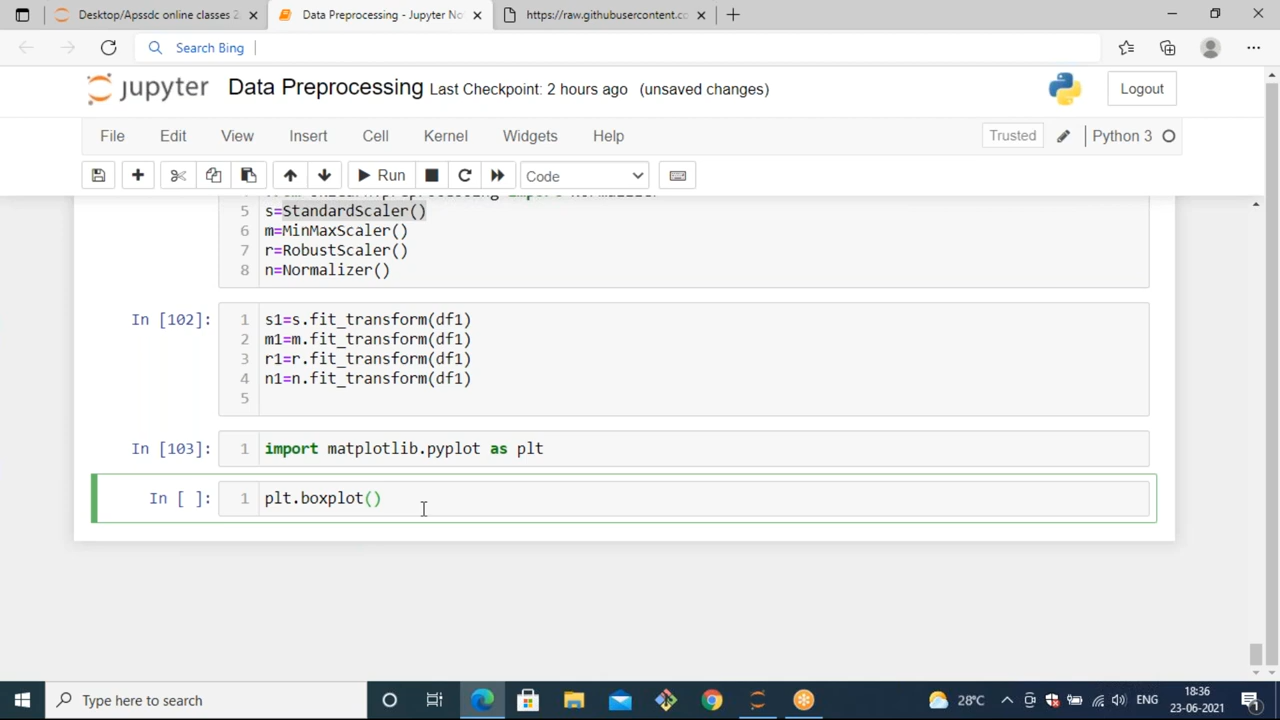 Desktop/Apssdc online classes 2
Data Preprocessing - Jupyter No
https://raw.githubusercontent.co
Search Bing
jupyter Data Preprocessing Last Checkpoint: 2 hours ago (unsaved changes)
Logout
File Edit View Insert Cell Kernel Widgets Help
Trusted
Python 3
Run
Code
5 s=StandardScaler()
6 m=MinMaxScaler()
7 r=RobustScaler()
8 n=Normalizer()
In [102]: 1 s1=s.fit_transform(df1)
2 m1=m.fit_transform(df1)
3 r1=r.fit_transform(df1)
4 n1=n.fit_transform(df1)
5
In [103]: 1 import matplotlib.pyplot as plt
In [ ]: 1 plt.boxplot()
Type here to search
28°C
ENG
18:36
23-06-2021